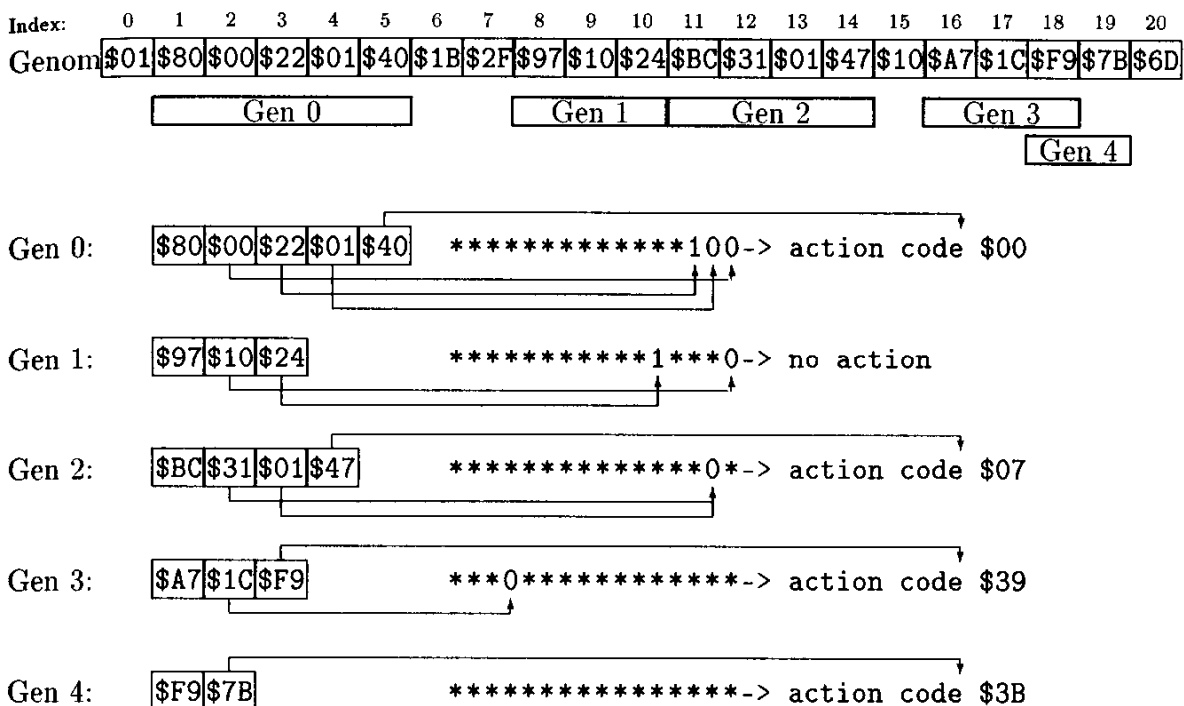 Index: 0 1 2 3 4 5 6 7 8 9 10 11 12 13 14 15 16 17 18 19 20
Genom $01 $80 $00 $22 $01 $40 $1B $2F $97 $10 $24 $BC $31 $01 $47 $10 $A7 $1C $F9 $7B $6D
Gen 0 Gen 1 Gen 2 Gen 3
Gen 4
Gen 0: $80 $00 $22 $01 $40 *************100-> action code $00
Gen 1: $97 $10 $24 ***********1***0-> no action
Gen 2: $BC $31 $01 $47 **************0*-> action code $07
Gen 3: $A7 $1C $F9 ***0************-> action code $39
Gen 4: $F9 $7B ****************-> action code $3B